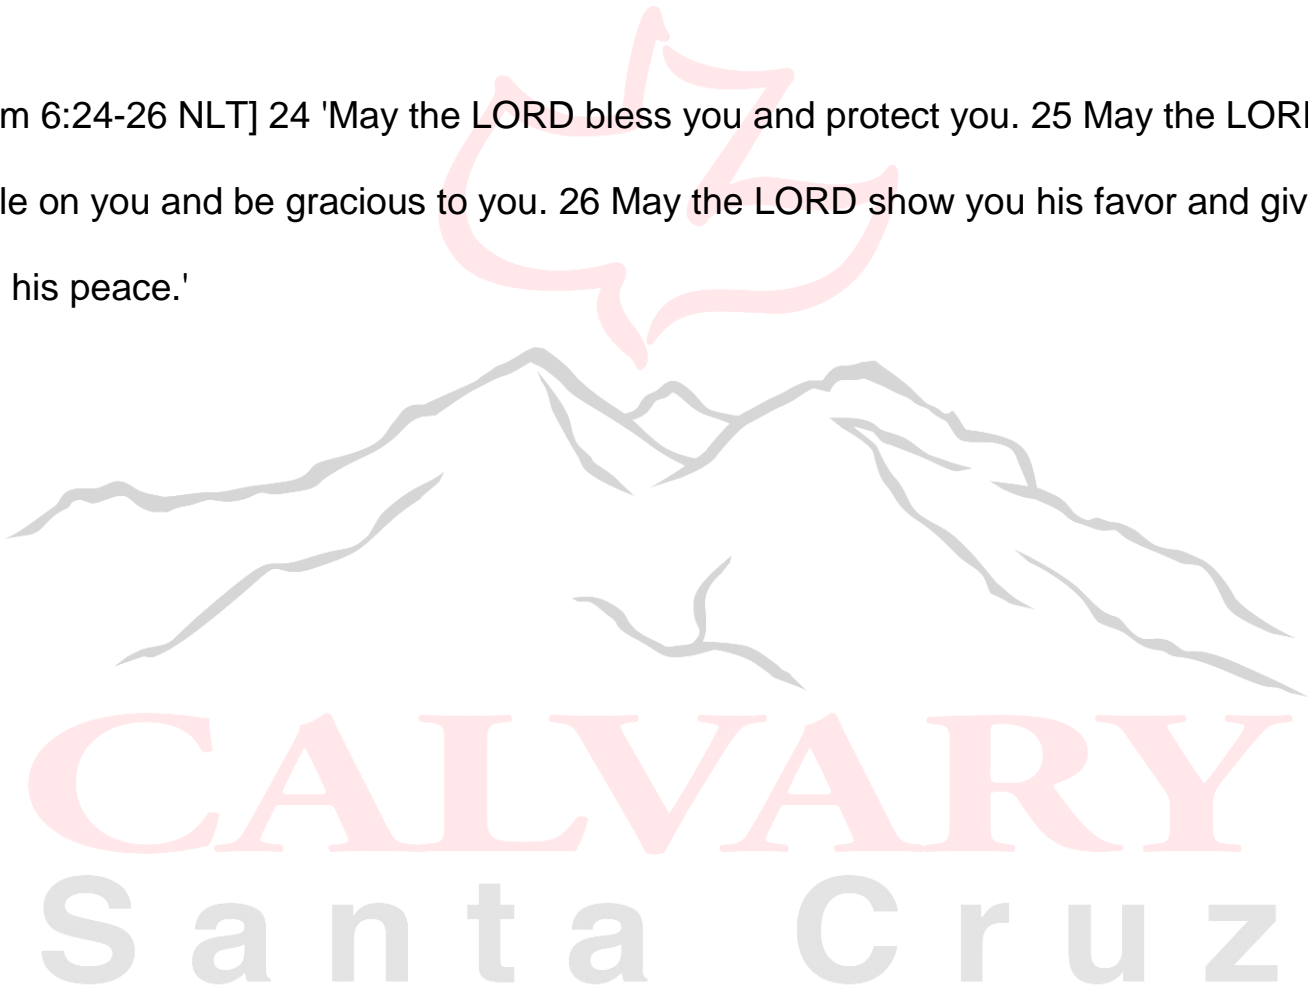 m 6:24-26 NLT] 24 'May the LORD bless you and protect you. 25 May the LOR
le on you and be gracious to you. 26 May the LORD show you his favor and giv
his peace.'
CALVARY
Santa Cruz